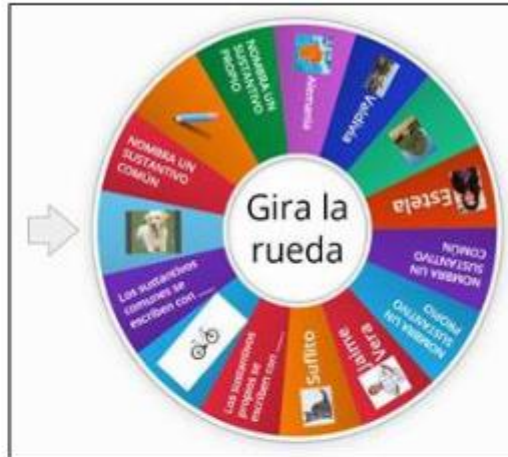 Gira la
rueda
NOMBRA UN
SUSTANTIVO
PROPIO
Alemania
Valdivia
Estela
NOMBRA UN
SUSTANTIVO
COMÚN
NOMBRA UN
SUSTANTIVO
PROPIO
Jaime
Vera
Sufito
Los sustantivos
propios se
escriben con ......
Los sustantivos
comunes se
escriben con ......
NOMBRA UN
SUSTANTIVO
COMÚN